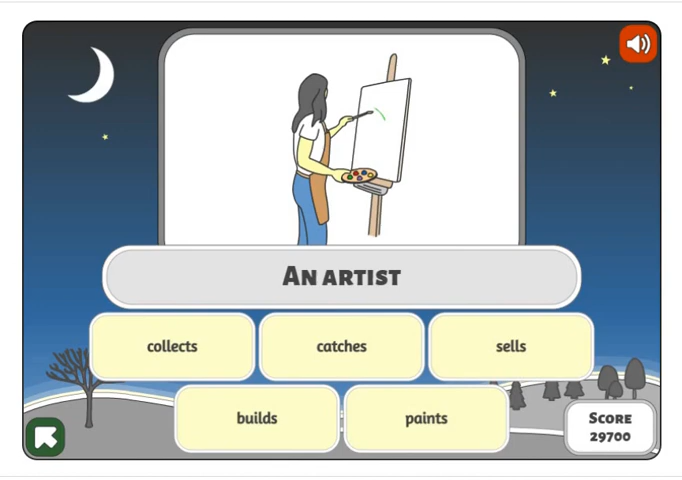 AN ARTIST
collects
catches
sells
builds
paints
SCORE
29700